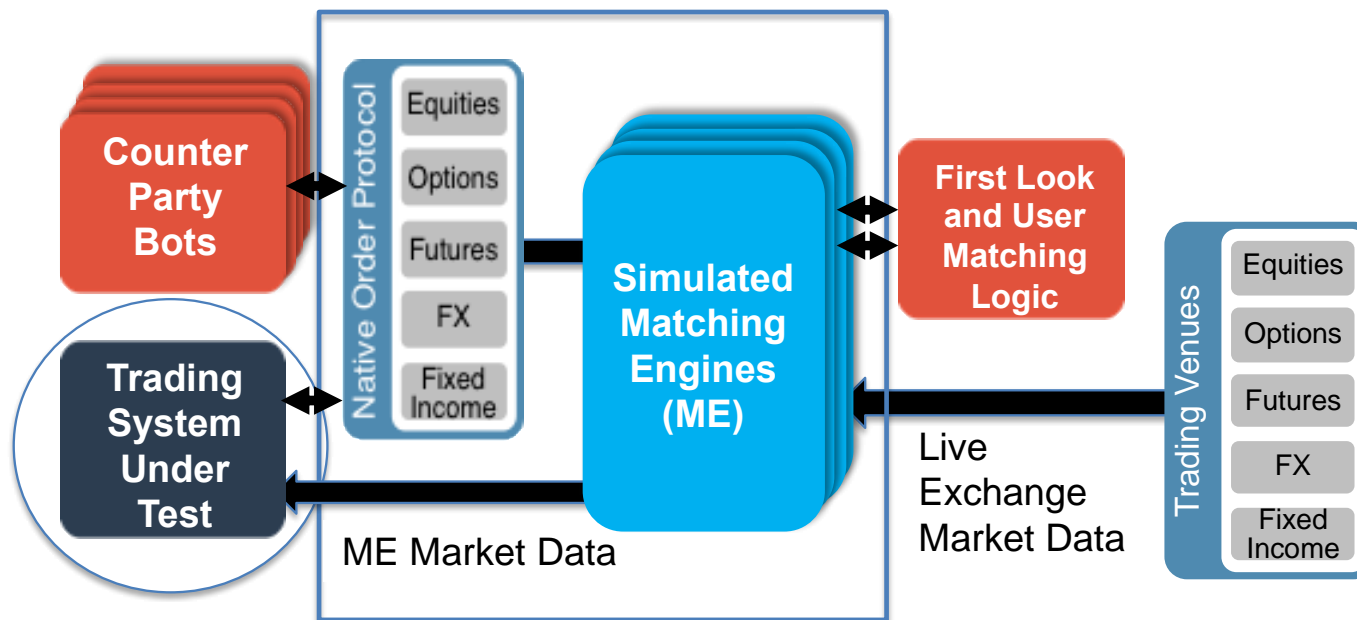 Counter
Party
Bots
Trading
System
Under
Test
Native Order Protocol
Equities
Options
Futures
FX
Fixed
Income
ME Market Data
Simulated
Matching
Engines
(ME)
First Look
and User
Matching
Logic
Live
Exchange
Market Data
Trading Venues
Equities
Options
Futures
FX
Fixed
Income